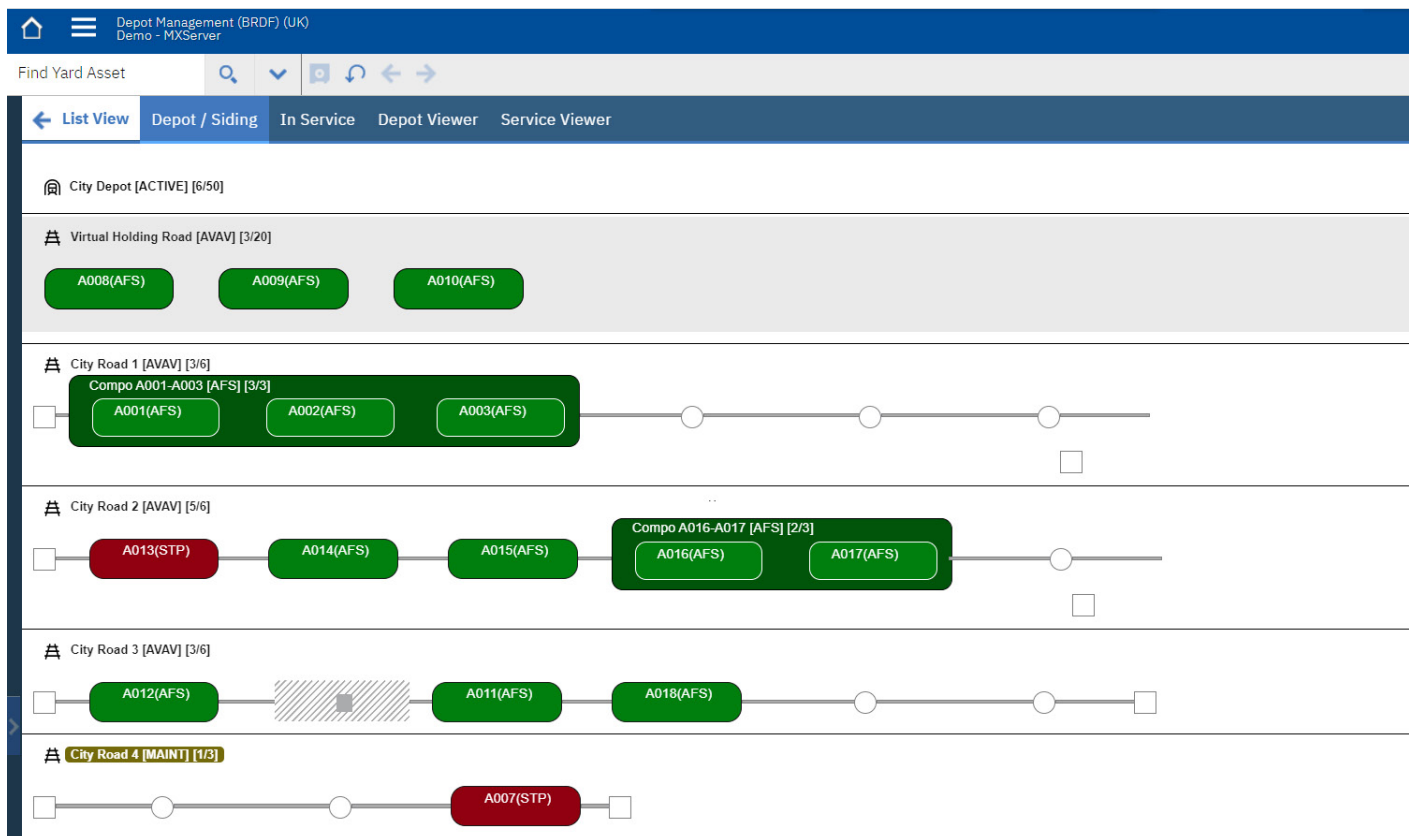 Depot Management (BRDF) (UK)
Demo - MXServer
Find Yard Asset
List View Depot / Siding In Service Depot Viewer Service Viewer
City Depot [ACTIVE] [6/50]
Virtual Holding Road [AVAV] [3/20]
A008(AFS) A009(AFS) A010(AFS)
City Road 1 [AVAV] [3/6]
Compo A001-A003 [AFS] [3/3]
A001(AFS) A002(AFS) A003(AFS)
City Road 2 [AVAV] [5/6]
Compo A016-A017 [AFS] [2/3]
A013(STP) A014(AFS) A015(AFS) A016(AFS) A017(AFS)
City Road 3 [AVAV] [3/6]
A012(AFS) A011(AFS) A018(AFS)
City Road 4 [MAINT] [1/3]
A007(STP)